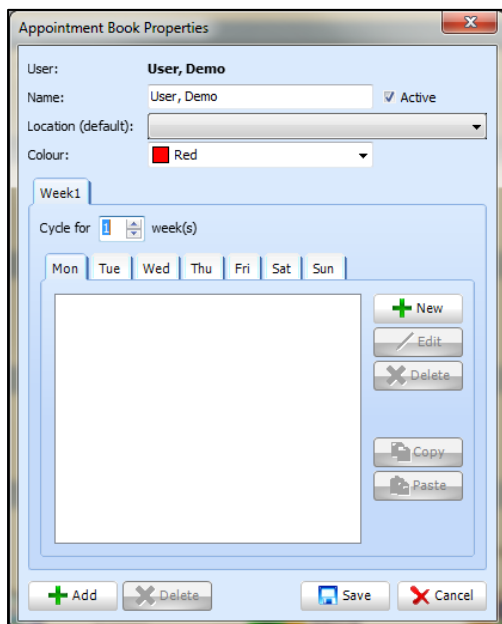 Appointment Book Properties
User: User, Demo
Name: User, Demo Active
Location (default):
Colour: Red
Week1
Cycle for 1 week(s)
Mon Tue Wed Thu Fri Sat Sun
New
Edit
Delete
Copy
Paste
Add Delete Save Cancel